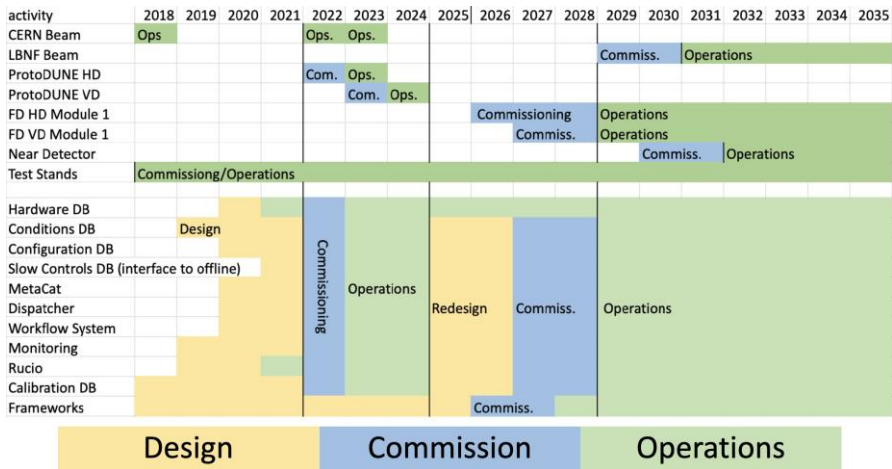 activity 2018 2019 2020 2021 2022 2023 2024 2025 2026 2027 2028 2029 2030 2031 2032 2033 2034 2035
CERN Beam Ops Ops. Ops.
LBNF Beam Commiss. Operations
ProtoDUNE HD Com. Ops.
ProtoDUNE VD Com. Ops.
FD HD Module 1 Commissioning Operations
FD VD Module 1 Commiss. Operations
Near Detector Commiss. Operations
Test Stands Commissiong/Operations
Hardware DB
Conditions DB Design
Configuration DB
Slow Controls DB (interface to offline)
MetaCat Commissioning Operations
Dispatcher Redesign Commiss. Operations
Workflow System
Monitoring
Rucio
Calibration DB
Frameworks Commiss.
Design Commission Operations